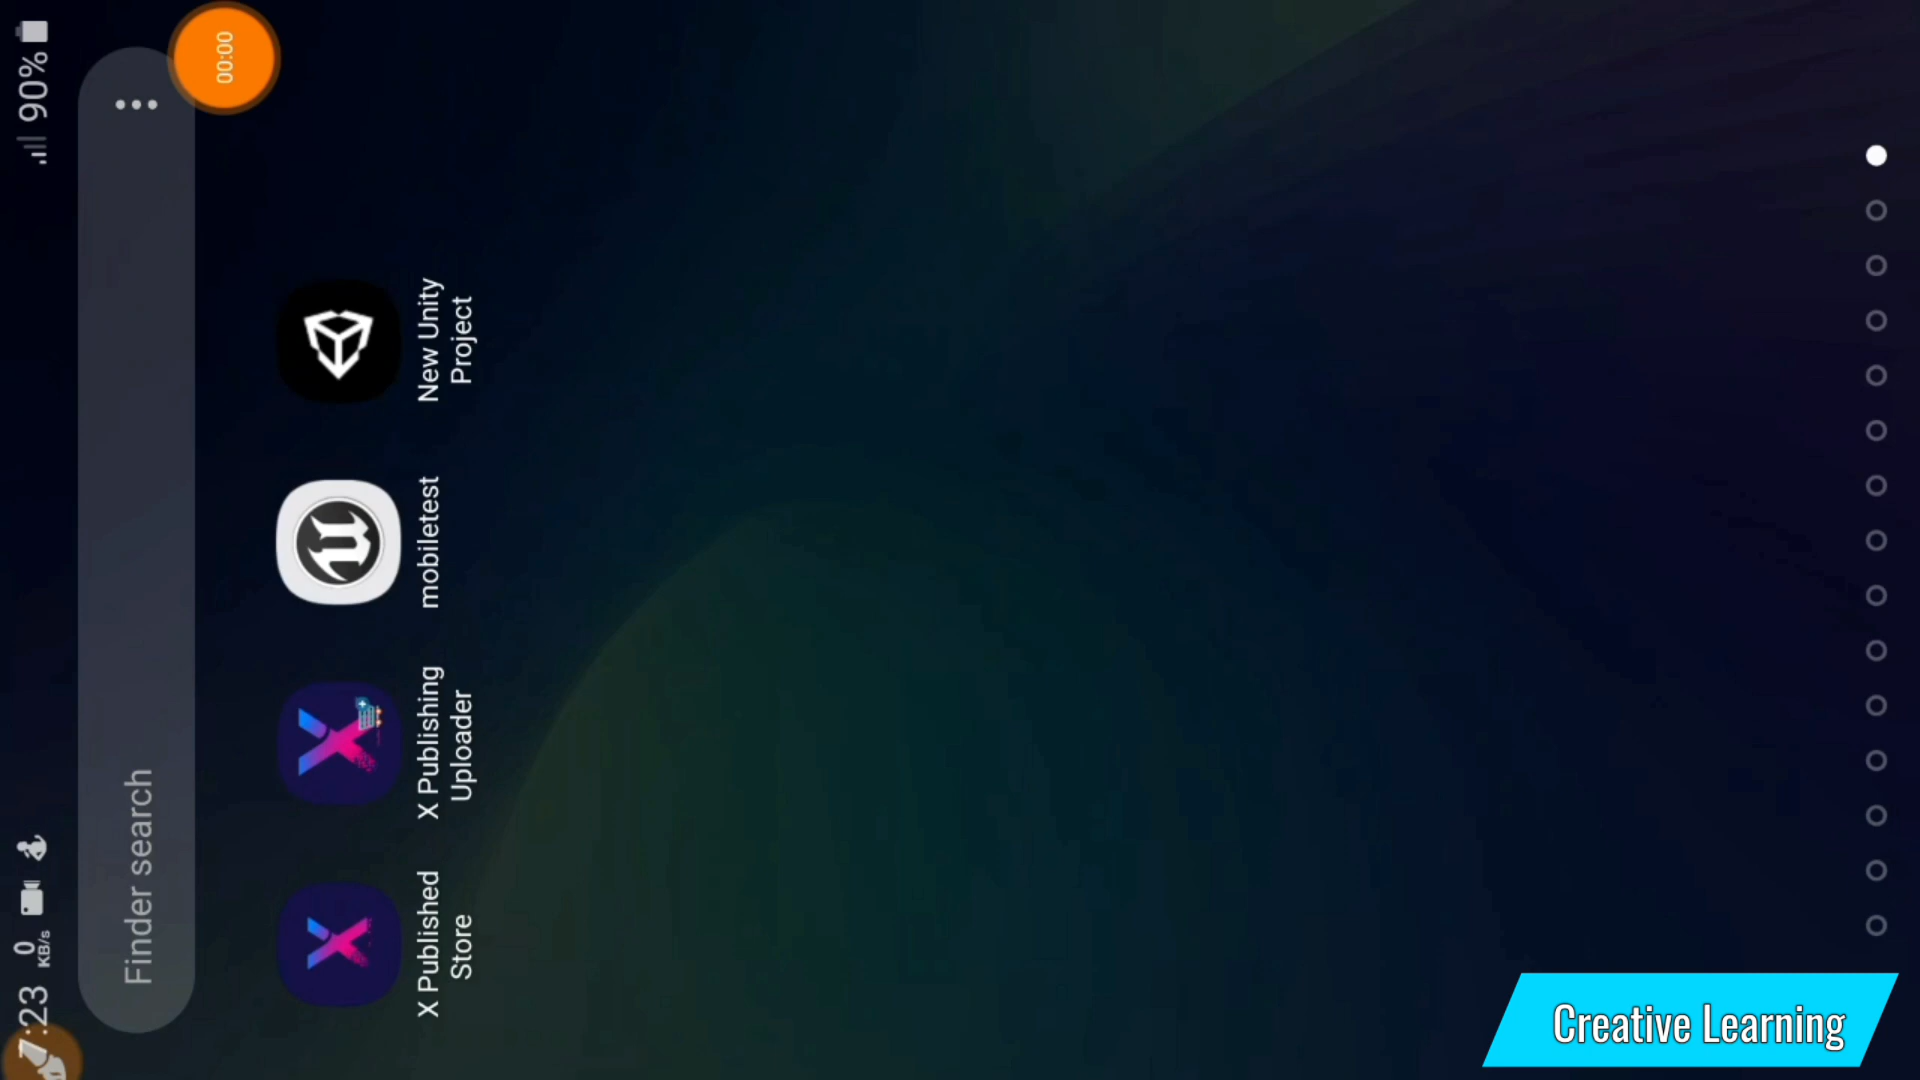 7:23 0 KB/s 90%
00:00
Finder search
X Published
Store
X Publishing
Uploader
mobiletest
New Unity
Project
Creative Learning